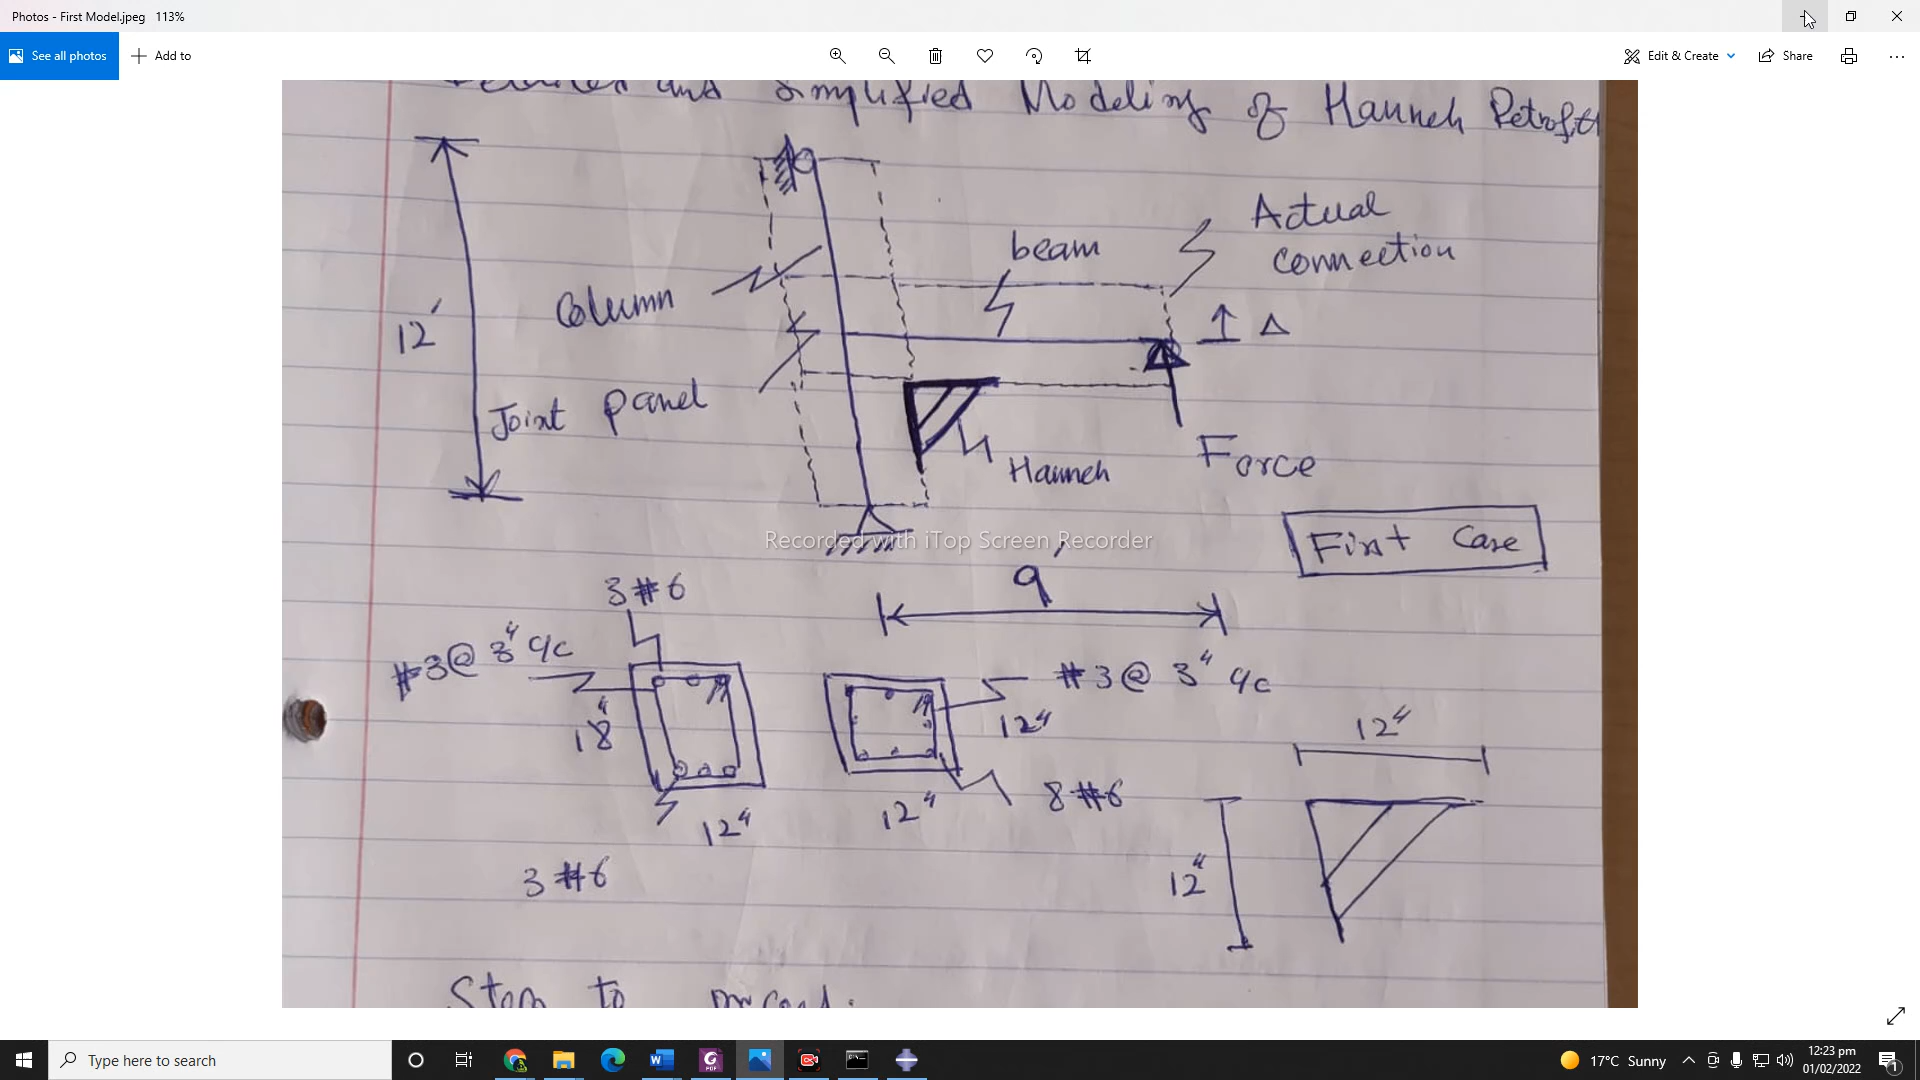 Photos - First Model.jpeg 113%
See all photos
Add to
Edit & Create
Share
and Simplified Modeling of Haunch Retrofit
Actual
connection
beam
Column
12'
Δ
Joint panel
Haunch
Force
Recorded with iTop Screen Recorder
First Case
9'
3#6
#3@ 3" c/c
18"
12"
3#6
#3@ 3" c/c
12"
12"
8#6
12"
12"
to
Type here to search
17°C Sunny
12:23 pm
01/02/2022
1